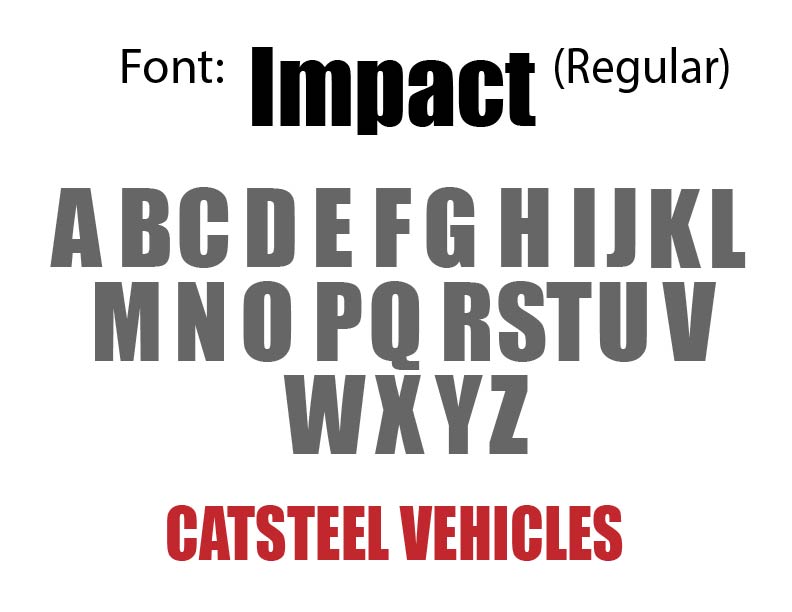 Font: Impact (Regular)
A B C D E F G H I J K L
M N O P Q R S T U V
W X Y Z
CATSTEEL VEHICLES